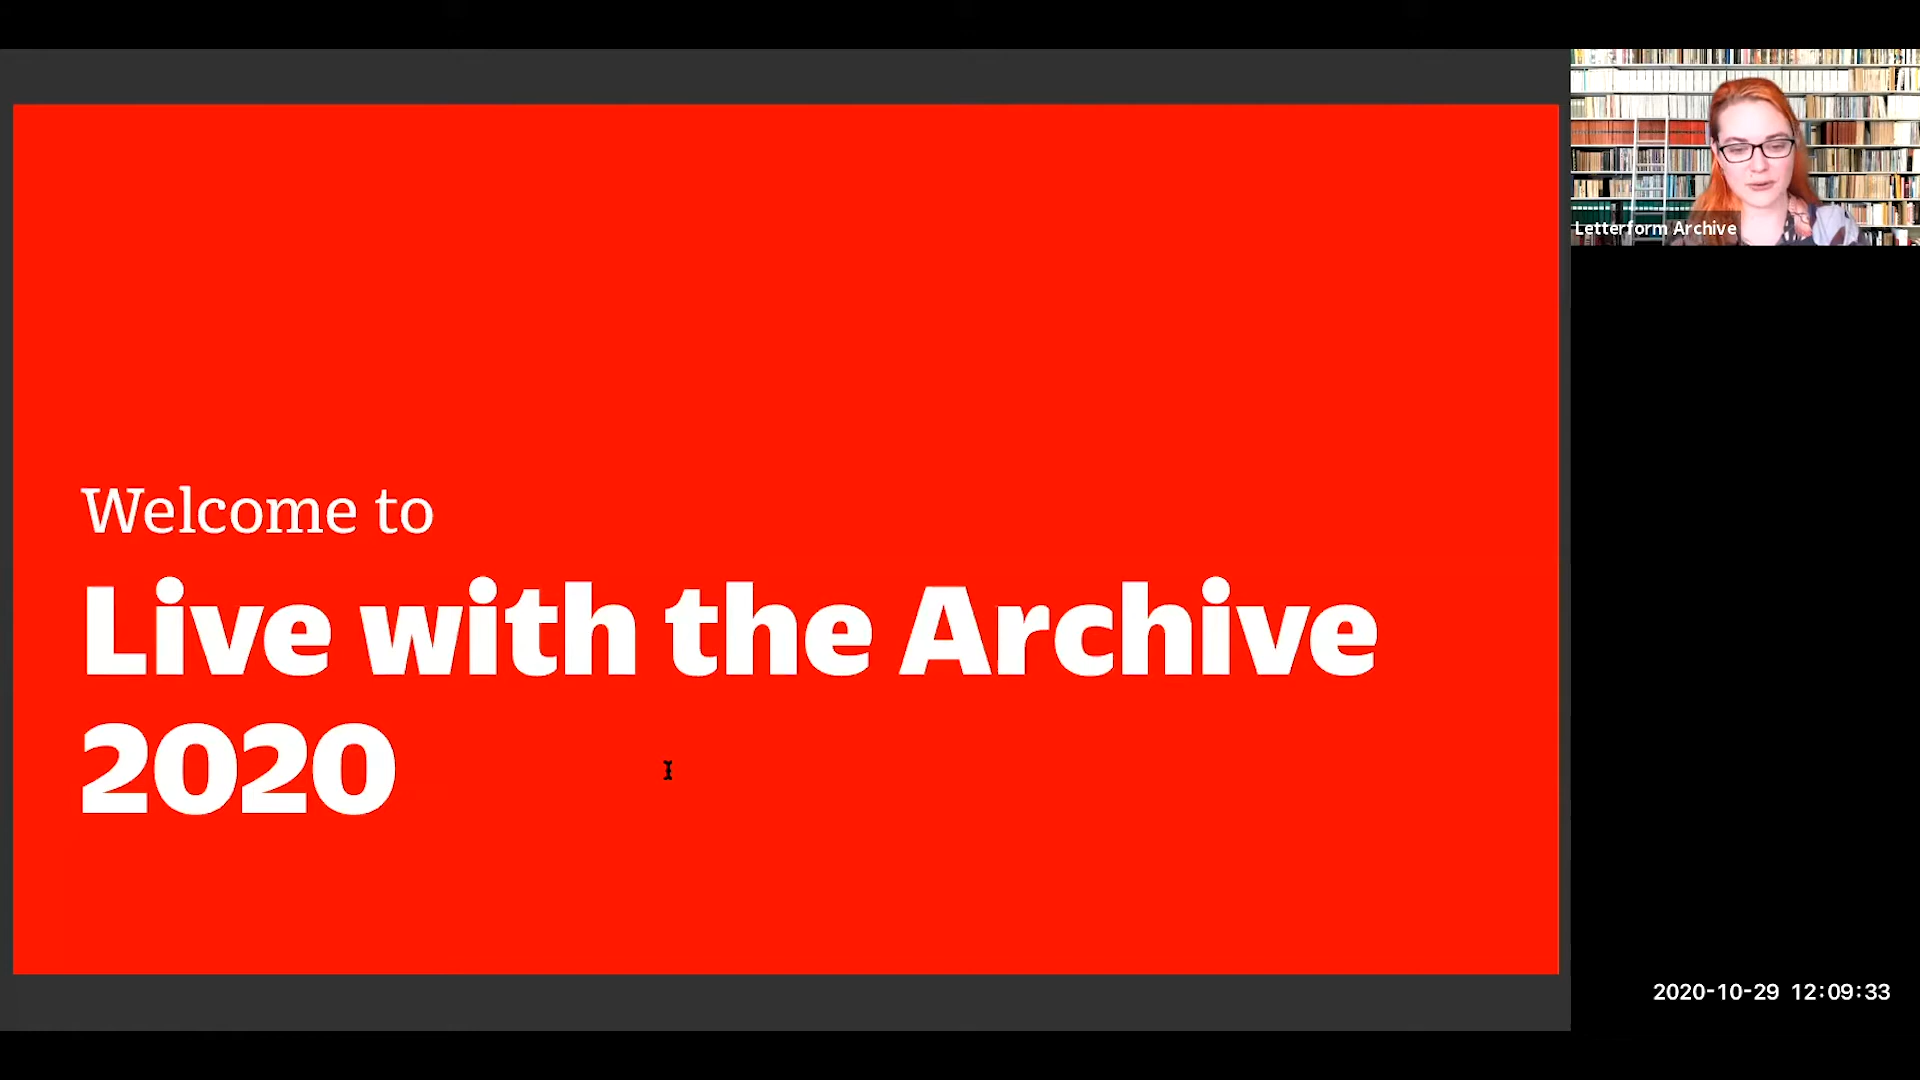 Welcome to
Live with the Archive
2020
Letterform Archive
2020-10-29 12:09:33